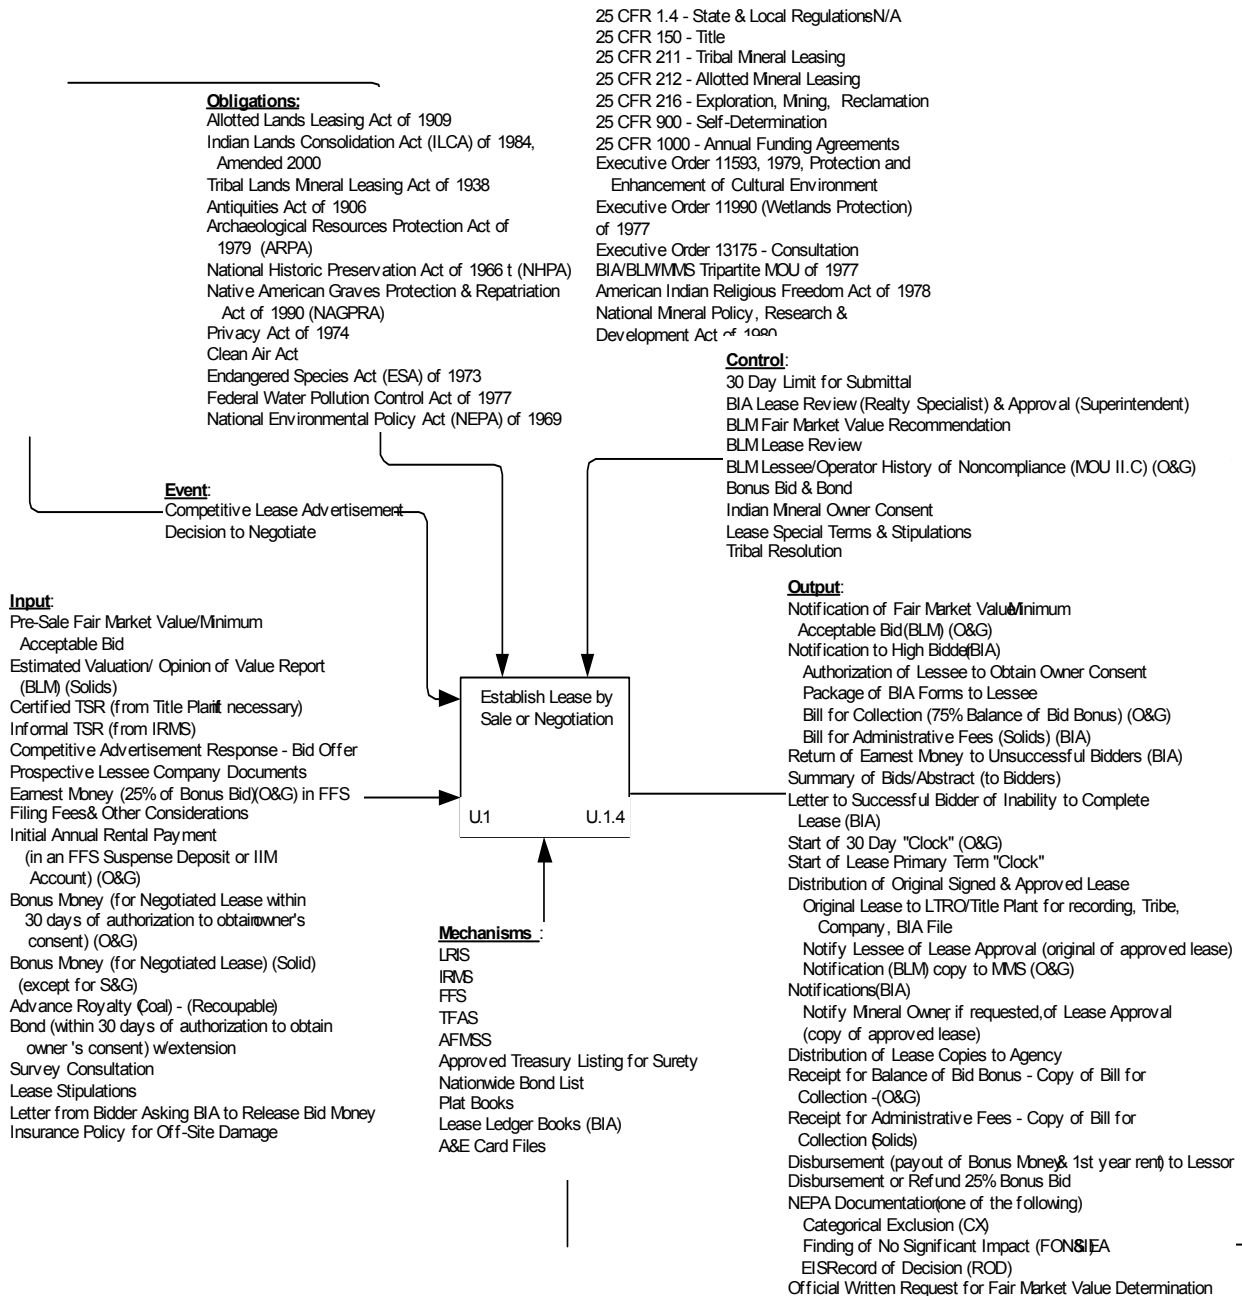 25 CFR 1.4 - State & Local RegulationsN/A
25 CFR 150 - Title
25 CFR 211 - Tribal Mineral Leasing
25 CFR 212 - Allotted Mineral Leasing
25 CFR 216 - Exploration, Mining, Reclamation
25 CFR 900 - Self-Determination
25 CFR 1000 - Annual Funding Agreements
Executive Order 11593, 1979, Protection and
Enhancement of Cultural Environment
Executive Order 11990 (Wetlands Protection)
of 1977
Executive Order 13175 - Consultation
BIA/BLM/MMS Tripartite MOU of 1977
American Indian Religious Freedom Act of 1978
National Mineral Policy, Research &
Development Act of 1980
Obligations:
Allotted Lands Leasing Act of 1909
Indian Lands Consolidation Act (ILCA) of 1984,
Amended 2000
Tribal Lands Mineral Leasing Act of 1938
Antiquities Act of 1906
Archaeological Resources Protection Act of
1979 (ARPA)
National Historic Preservation Act of 1966 t (NHPA)
Native American Graves Protection & Repatriation
Act of 1990 (NAGPRA)
Privacy Act of 1974
Clean Air Act
Endangered Species Act (ESA) of 1973
Federal Water Pollution Control Act of 1977
National Environmental Policy Act (NEPA) of 1969
Control:
30 Day Limit for Submittal
BIA Lease Review (Realty Specialist) & Approval (Superintendent)
BLM Fair Market Value Recommendation
BLM Lease Review
BLM Lessee/Operator History of Noncompliance (MOU II.C) (O&G)
Bonus Bid & Bond
Indian Mineral Owner Consent
Lease Special Terms & Stipulations
Tribal Resolution
Event:
Competitive Lease Advertisement
Decision to Negotiate
Input:
Pre-Sale Fair Market Value/Minimum
Acceptable Bid
Estimated Valuation/ Opinion of Value Report
(BLM) (Solids)
Certified TSR (from Title Plant if necessary)
Informal TSR (from IRMS)
Competitive Advertisement Response - Bid Offer
Prospective Lessee Company Documents
Earnest Money (25% of Bonus Bid)(O&G) in FFS
Filing Fees & Other Considerations
Initial Annual Rental Payment
(in an FFS Suspense Deposit or IIM
Account) (O&G)
Bonus Money (for Negotiated Lease within
30 days of authorization to obtain owner's
consent) (O&G)
Bonus Money (for Negotiated Lease) (Solid)
(except for S&G)
Advance Royalty (Coal) - (Recoupable)
Bond (within 30 days of authorization to obtain
owner 's consent) w/extension
Survey Consultation
Lease Stipulations
Letter from Bidder Asking BIA to Release Bid Money
Insurance Policy for Off-Site Damage
Establish Lease by
Sale or Negotiation
U.1 U.1.4
Mechanisms :
LRIS
IRMS
FFS
TFAS
AFMSS
Approved Treasury Listing for Surety
Nationwide Bond List
Plat Books
Lease Ledger Books (BIA)
A&E Card Files
Output:
Notification of Fair Market Value/Minimum
Acceptable Bid (BLM) (O&G)
Notification to High Bidder (BIA)
Authorization of Lessee to Obtain Owner Consent
Package of BIA Forms to Lessee
Bill for Collection (75% Balance of Bid Bonus) (O&G)
Bill for Administrative Fees (Solids) (BIA)
Return of Earnest Money to Unsuccessful Bidders (BIA)
Summary of Bids/Abstract (to Bidders)
Letter to Successful Bidder of Inability to Complete
Lease (BIA)
Start of 30 Day "Clock" (O&G)
Start of Lease Primary Term "Clock"
Distribution of Original Signed & Approved Lease
Original Lease to LTRO/Title Plant for recording, Tribe,
Company, BIA File
Notify Lessee of Lease Approval (original of approved lease)
Notification (BLM) copy to MMS (O&G)
Notifications(BIA)
Notify Mineral Owner, if requested, of Lease Approval
(copy of approved lease)
Distribution of Lease Copies to Agency
Receipt for Balance of Bid Bonus - Copy of Bill for
Collection -(O&G)
Receipt for Administrative Fees - Copy of Bill for
Collection (Solids)
Disbursement (payout of Bonus Money & 1st year rent) to Lessor
Disbursement or Refund 25% Bonus Bid
NEPA Documentation(one of the following)
Categorical Exclusion (CX)
Finding of No Significant Impact (FONSI)& EA
EISRecord of Decision (ROD)
Official Written Request for Fair Market Value Determination